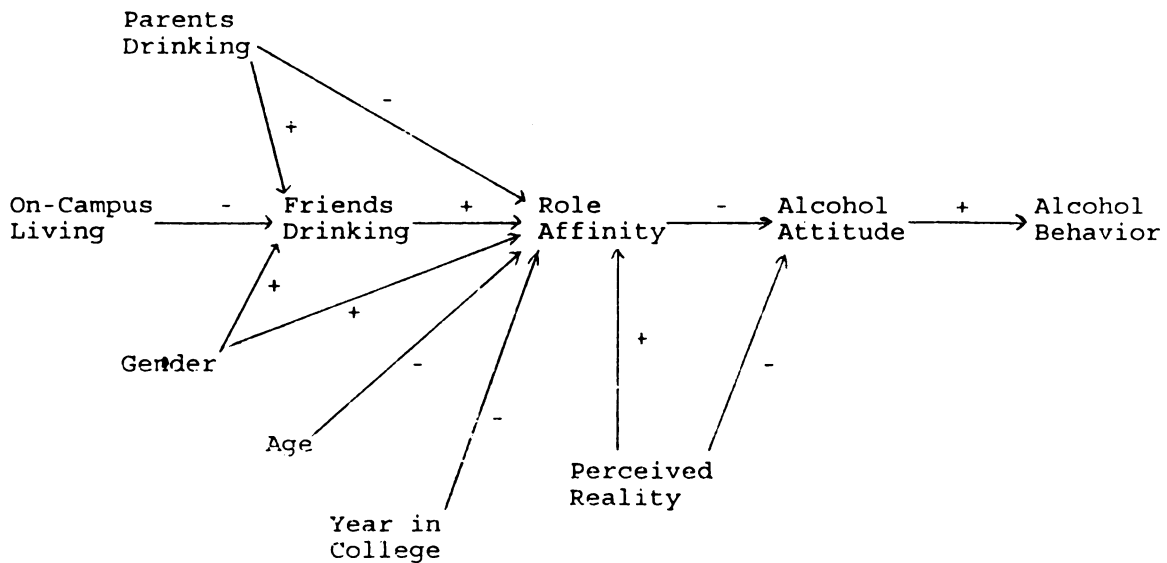 Parents
Drinking
-
+
On-Campus
Living
-
Friends
Drinking
+
Role
Affinity
-
Alcohol
Attitude
+
Alcohol
Behavior
+
+
Gender
+
-
-
Age
-
Perceived
Reality
Year in
College